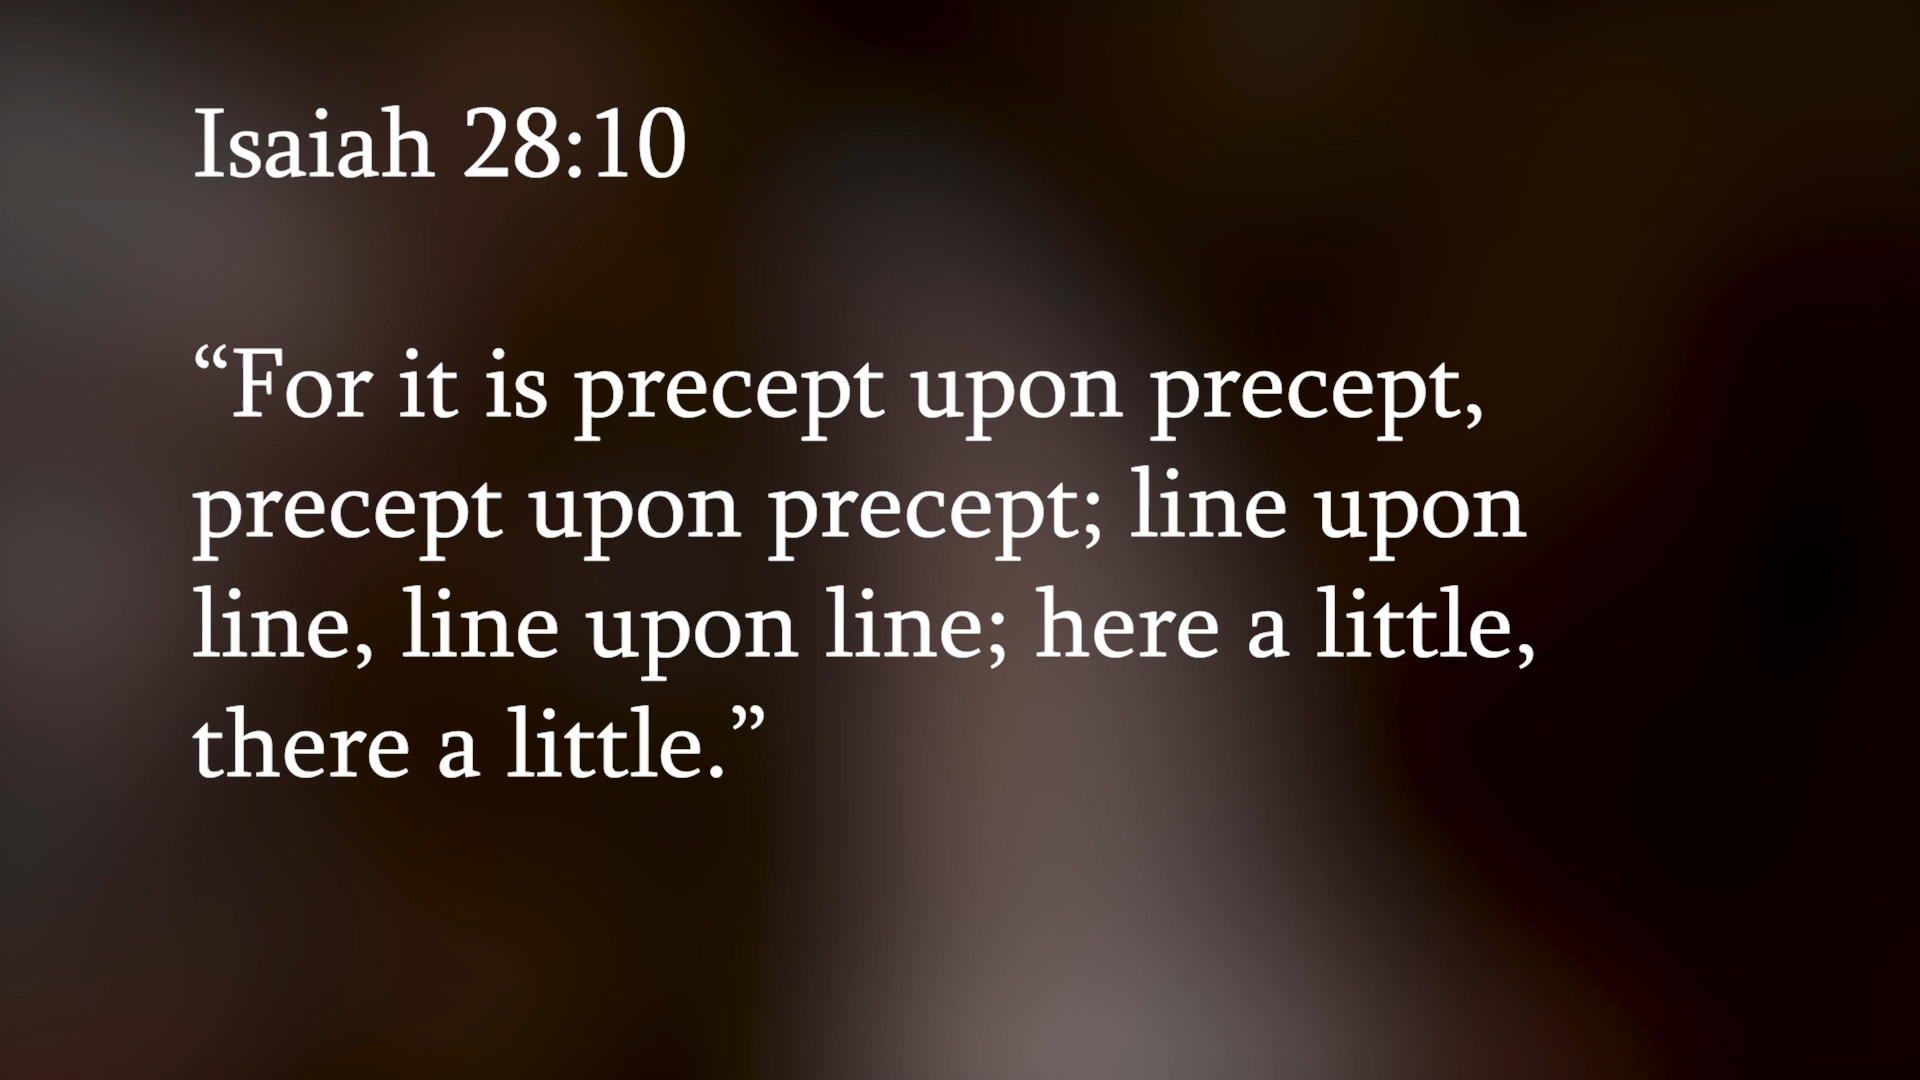 Isaiah 28:10
“For it is precept upon precept,
precept upon precept; line upon
line, line upon line; here a little,
there a little.”